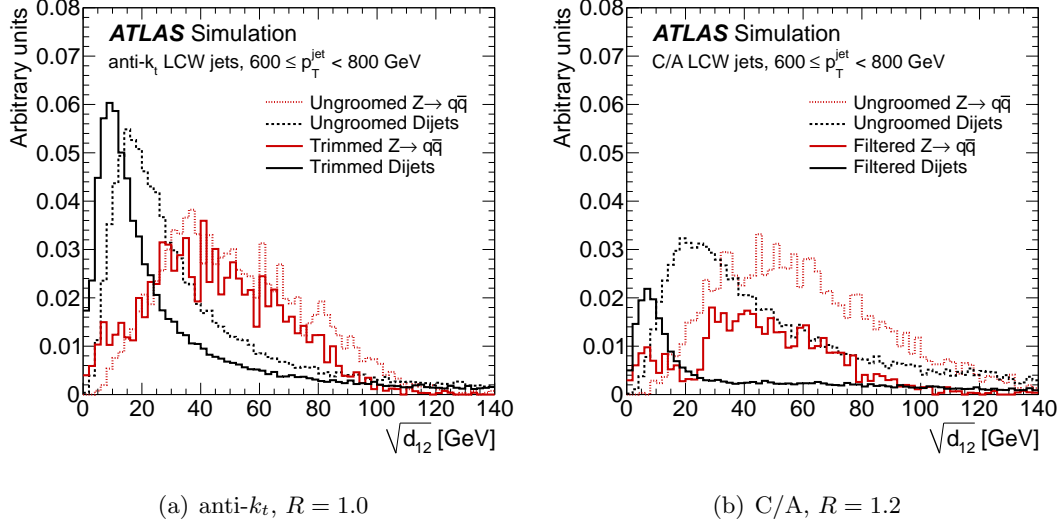 Arbitrary units
0.08
0.07
0.06
0.05
0.04
0.03
0.02
0.01
0
ATLAS Simulation
anti-k_t LCW jets, 600 ≤ p_T^jet < 800 GeV
Ungroomed Z→ qq̄
Ungroomed Dijets
Trimmed Z→ qq̄
Trimmed Dijets
0 20 40 60 80 100 120 140
√d_12 [GeV]
(a) anti-k_t, R = 1.0
Arbitrary units
0.08
0.07
0.06
0.05
0.04
0.03
0.02
0.01
0
ATLAS Simulation
C/A LCW jets, 600 ≤ p_T^jet < 800 GeV
Ungroomed Z→ qq̄
Ungroomed Dijets
Filtered Z→ qq̄
Filtered Dijets
0 20 40 60 80 100 120 140
√d_12 [GeV]
(b) C/A, R = 1.2